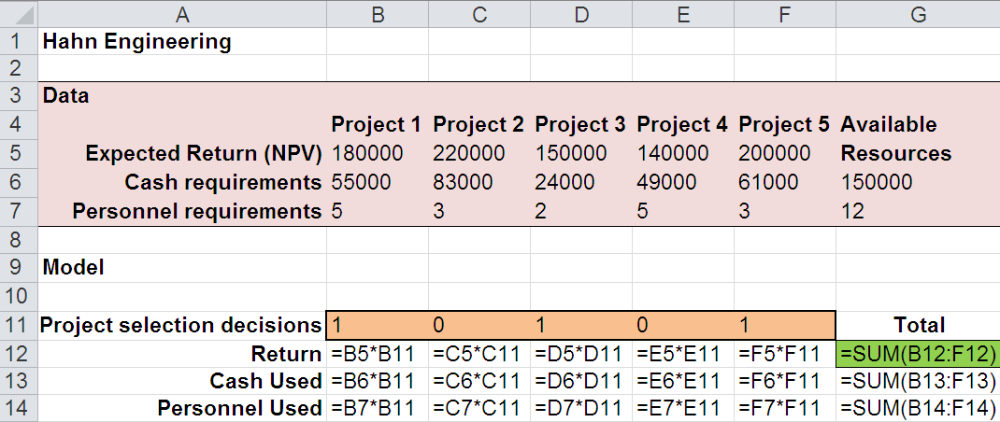 A B C D E F G
1 Hahn Engineering
2
3 Data
4 Project 1 Project 2 Project 3 Project 4 Project 5 Available
5 Expected Return (NPV) 180000 220000 150000 140000 200000 Resources
6 Cash requirements 55000 83000 24000 49000 61000 150000
7 Personnel requirements 5 3 2 5 3 12
8
9 Model
10
11 Project selection decisions 1 0 1 0 1 Total
12 Return =B5*B11 =C5*C11 =D5*D11 =E5*E11 =F5*F11 =SUM(B12:F12)
13 Cash Used =B6*B11 =C6*C11 =D6*D11 =E6*E11 =F6*F11 =SUM(B13:F13)
14 Personnel Used =B7*B11 =C7*C11 =D7*D11 =E7*E11 =F7*F11 =SUM(B14:F14)